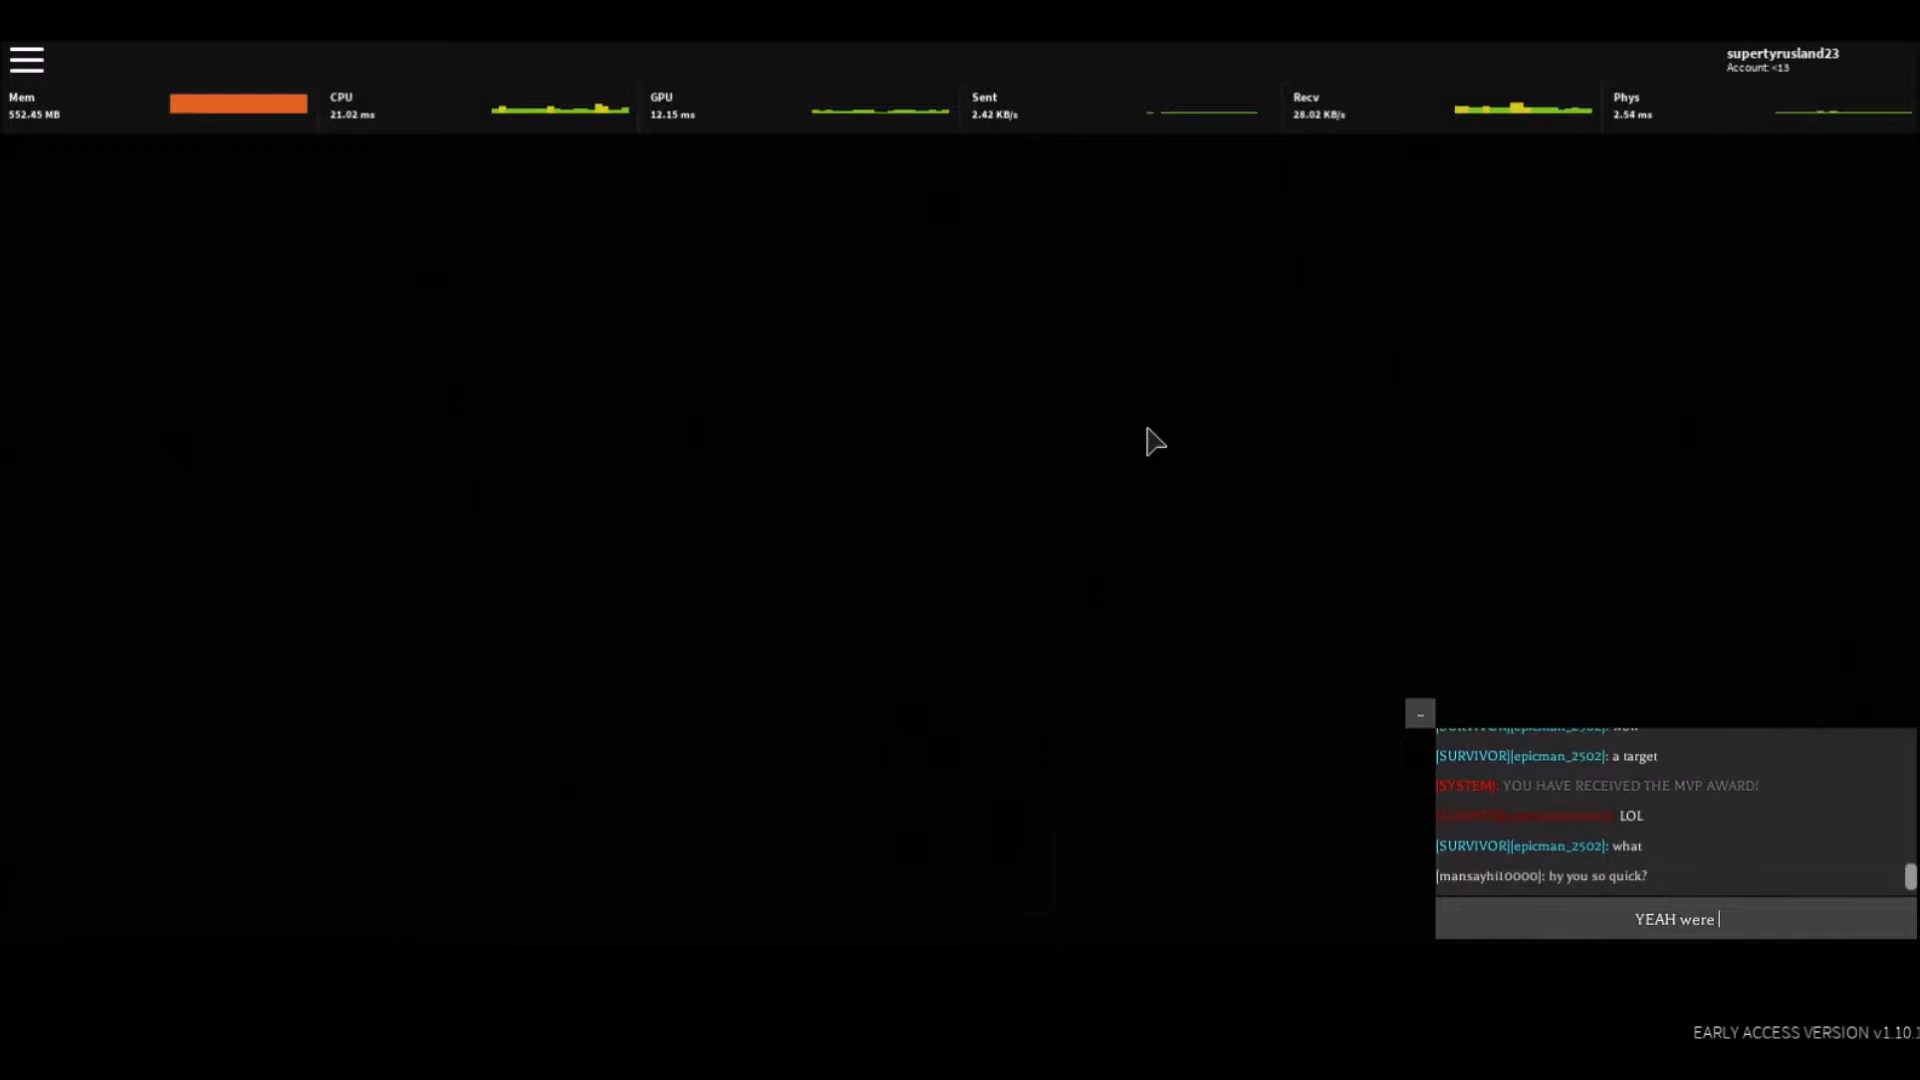 supertyrusland23
Account: <13
Mem
552.45 MB
CPU
21.02 ms
GPU
12.15 ms
Sent
2.42 KB/s
Recv
28.02 KB/s
Phys
2.54 ms
-
[SURVIVOR][epicman_2502]: a target
[SYSTEM]: YOU HAVE RECEIVED THE MVP AWARD!
LOL
[SURVIVOR][epicman_2502]: what
[mansayhi10000]: by you so quick?
YEAH were
EARLY ACCESS VERSION v1.10.1